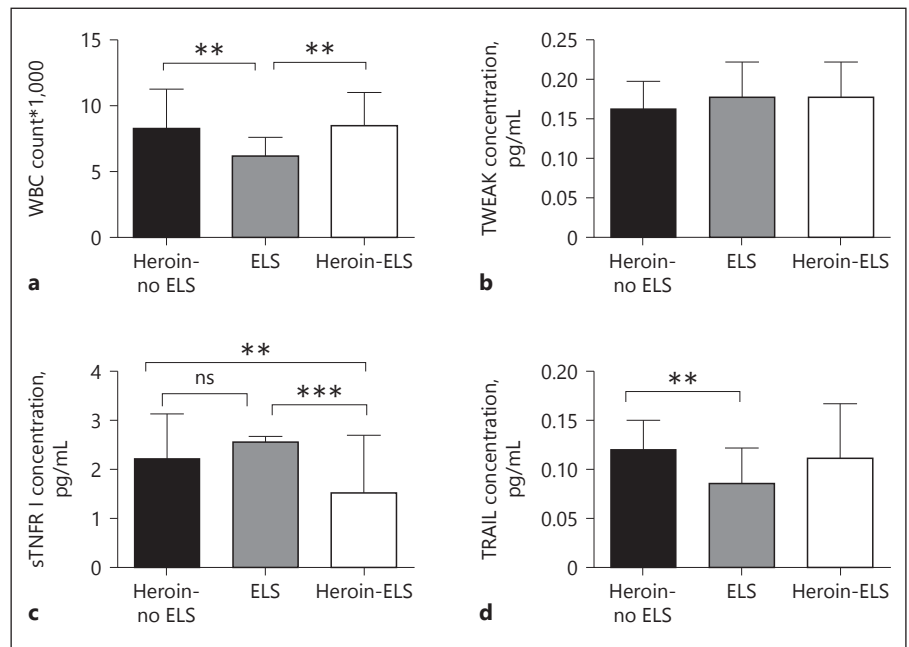 WBC count*1,000
15
10
5
0
**
**
Heroin-
no ELS
ELS
Heroin-ELS
a
TWEAK concentration,
pg/mL
0.25
0.20
0.15
0.10
0.05
0
Heroin-
no ELS
ELS
Heroin-ELS
b
sTNFR I concentration,
pg/mL
4
3
2
1
0
**
ns
***
Heroin-
no ELS
ELS
Heroin-ELS
c
TRAIL concentration,
pg/mL
0.20
0.15
0.10
0.05
0
**
Heroin-
no ELS
ELS
Heroin-ELS
d